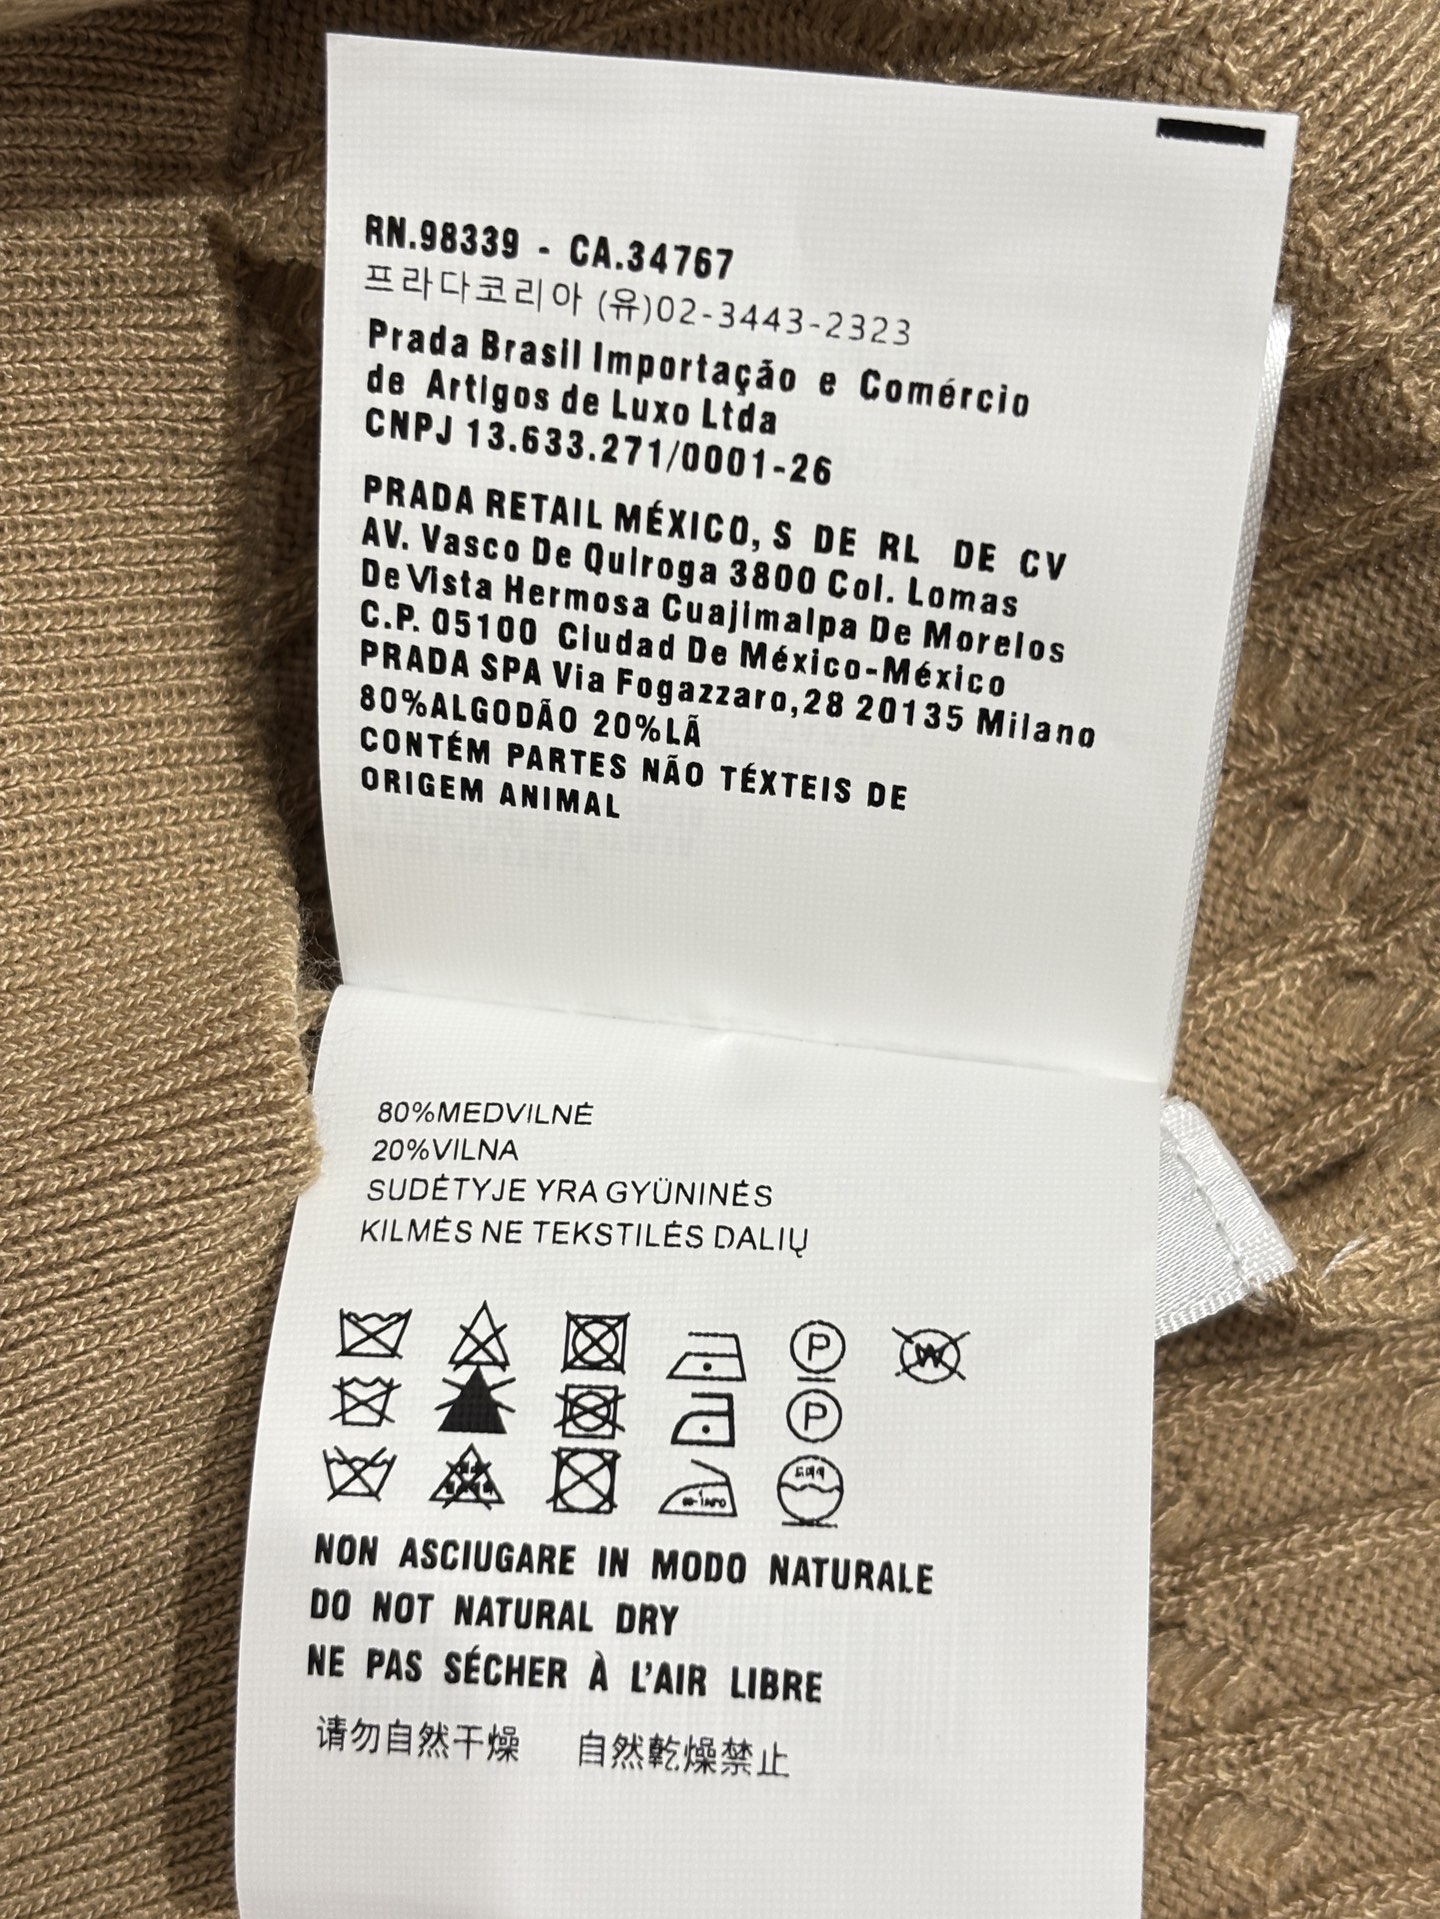 RN.98339 - CA.34767
프라다코리아 (유)02-3443-2323
Prada Brasil Importação e Comércio
de Artigos de Luxo Ltda
CNPJ 13.633.271/0001-26
PRADA RETAIL MÉXICO, S DE RL DE CV
AV. Vasco De Quiroga 3800 Col. Lomas
De Vista Hermosa Cuajimalpa De Morelos
C.P. 05100 Ciudad De México-México
PRADA SPA Via Fogazzaro,28 20135 Milano
80%ALGODÃO 20%LÃ
CONTÉM PARTES NÃO TÉXTEIS DE
ORIGEM ANIMAL
80%MEDVILNĖ
20%VILNA
SUDĖTYJE YRA GYÜNINĖS
KILMĖS NE TEKSTILĖS DALIŲ
P W
P
NON ASCIUGARE IN MODO NATURALE
DO NOT NATURAL DRY
NE PAS SÉCHER À L'AIR LIBRE
请勿自然干燥 自然乾燥禁止